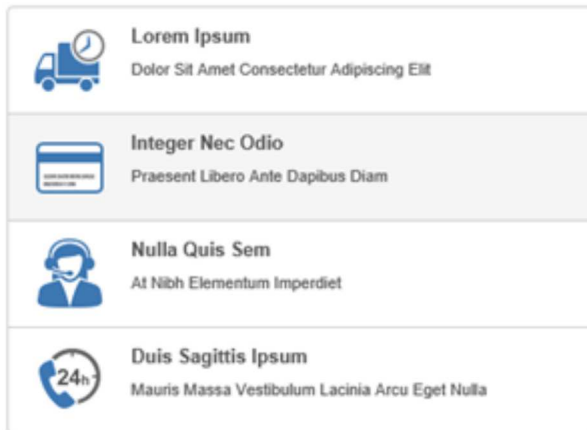 Lorem Ipsum
Dolor Sit Amet Consectetur Adipiscing Elit
Integer Nec Odio
Praesent Libero Ante Dapibus Diam
Nulla Quis Sem
At Nibh Elementum Imperdiet
24h
Duis Sagittis Ipsum
Mauris Massa Vestibulum Lacinia Arcu Eget Nulla